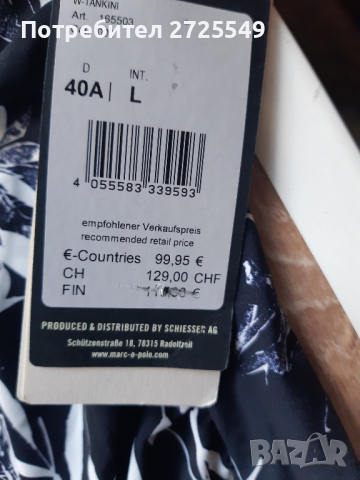 Потребител 2725549
W-TANKINI
Art. 165503
D INT.
40A L
4 055583 339593
empfohlener Verkaufspreis
recommended retail price
€-Countries 99,95 €
CH 129,00 CHF
FIN €
PRODUCED & DISTRIBUTED BY SCHIESSER AG
Schützenstraße 18, 78315 Radolfzell
www.marc-o-polo.com
BAZAR